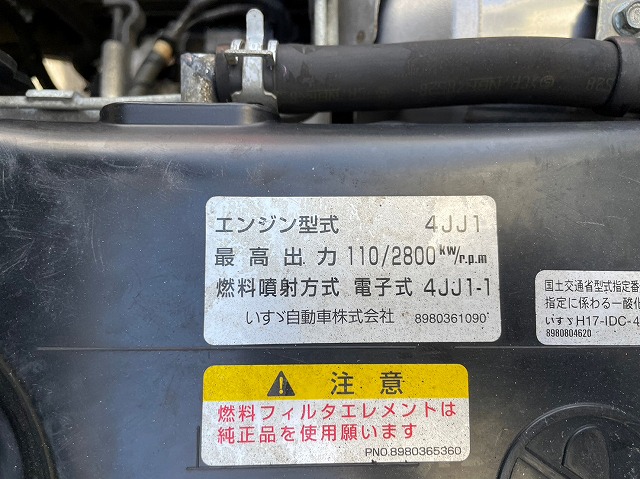 エンジン型式 4JJ1
最高出力 110/2800 kW/r.p.m
燃料噴射方式 電子式 4JJ1-1
いすゞ自動車株式会社 8980361090
国土交通省型式指定番
指定に係わる一酸化
いすゞH17-IDC-4
8980804620
注意
燃料フィルタエレメントは
純正品を使用願います
PNO.8980365360